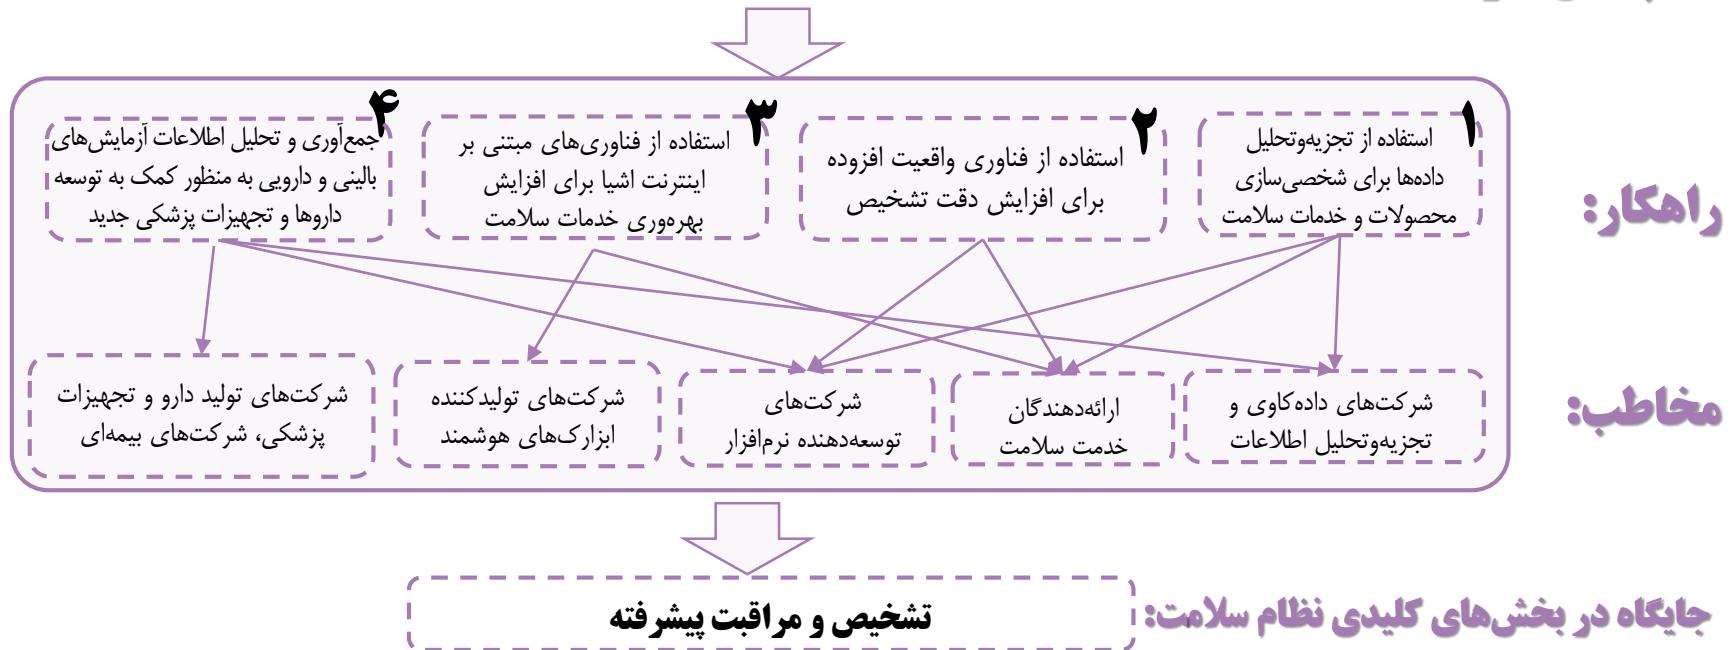 راهکار:
۱
استفاده از تجزیه‌وتحلیل
داده‌ها برای شخصی‌سازی
محصولات و خدمات سلامت
۲
استفاده از فناوری واقعیت افزوده
برای افزایش دقت تشخیص
۳
استفاده از فناوری‌های مبتنی بر
اینترنت اشیا برای افزایش
بهره‌وری خدمات سلامت
۴
جمع‌آوری و تحلیل اطلاعات آزمایش‌های
بالینی و دارویی به منظور کمک به توسعه
داروها و تجهیزات پزشکی جدید
مخاطب:
شرکت‌های داده‌کاوی و
تجزیه‌وتحلیل اطلاعات
ارائه‌دهندگان
خدمت سلامت
شرکت‌های
توسعه‌دهنده نرم‌افزار
شرکت‌های تولیدکننده
ابزارک‌های هوشمند
شرکت‌های تولید دارو و تجهیزات
پزشکی، شرکت‌های بیمه‌ای
جایگاه در بخش‌های کلیدی نظام سلامت:
تشخیص و مراقبت پیشرفته